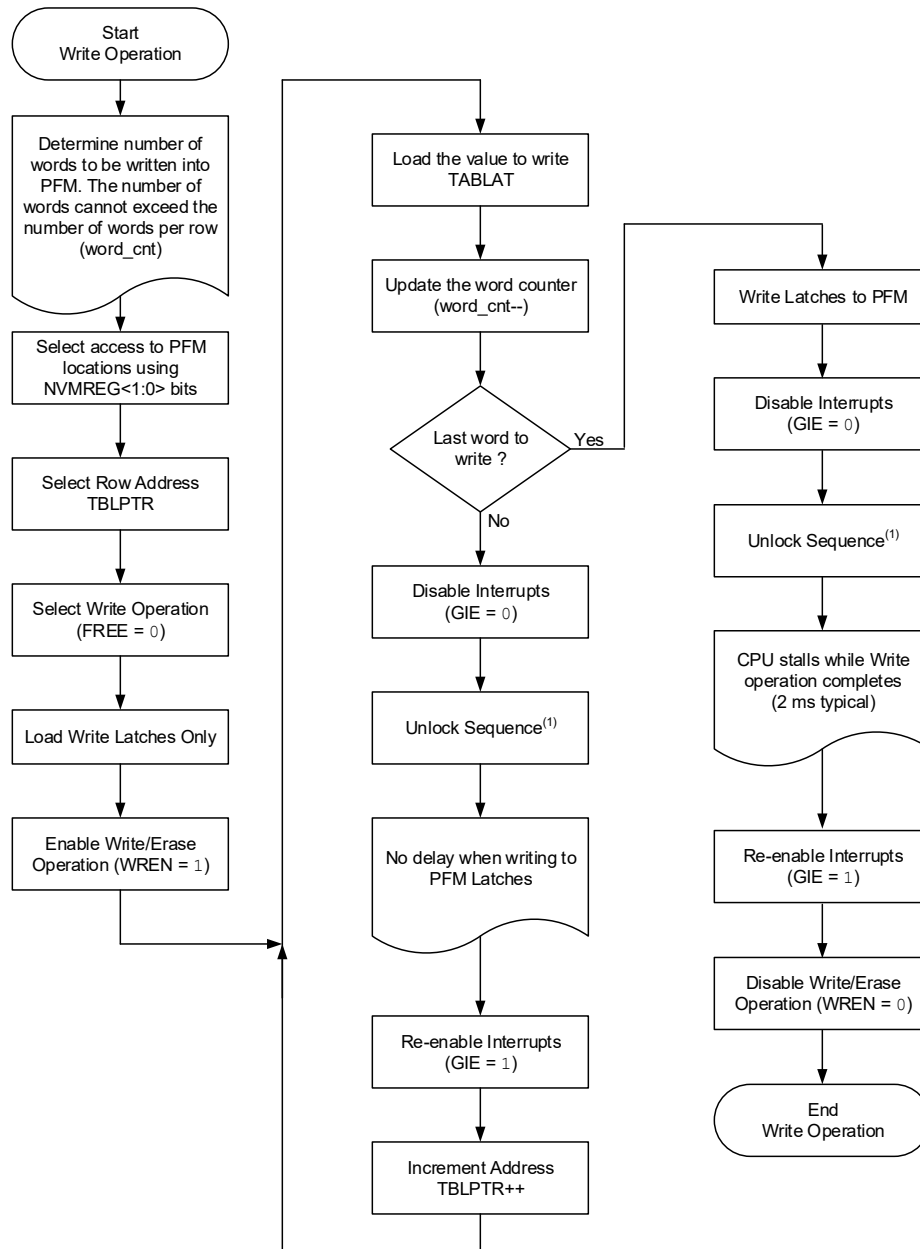 Start
Write Operation
Determine number of
words to be written into
PFM. The number of
words cannot exceed the
number of words per row
(word_cnt)
Select access to PFM
locations using
NVMREG<1:0> bits
Select Row Address
TBLPTR
Select Write Operation
(FREE = 0)
Load Write Latches Only
Enable Write/Erase
Operation (WREN = 1)
Load the value to write
TABLAT
Update the word counter
(word_cnt--)
Last word to
write ?
Yes
No
Disable Interrupts
(GIE = 0)
Unlock Sequence(1)
No delay when writing to
PFM Latches
Re-enable Interrupts
(GIE = 1)
Increment Address
TBLPTR++
Write Latches to PFM
Disable Interrupts
(GIE = 0)
Unlock Sequence(1)
CPU stalls while Write
operation completes
(2 ms typical)
Re-enable Interrupts
(GIE = 1)
Disable Write/Erase
Operation (WREN = 0)
End
Write Operation